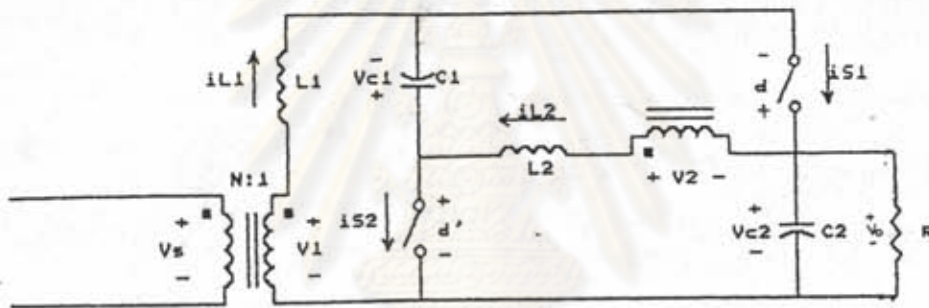 iL1
L1
-
Vc1
+
C1
-
d
+
iS1
iL2
L2
+ V2 -
N:1
+
Vs
-
+
V1
-
iS2
+
d'
-
+
Vc2
-
C2
+
Vo
-
R